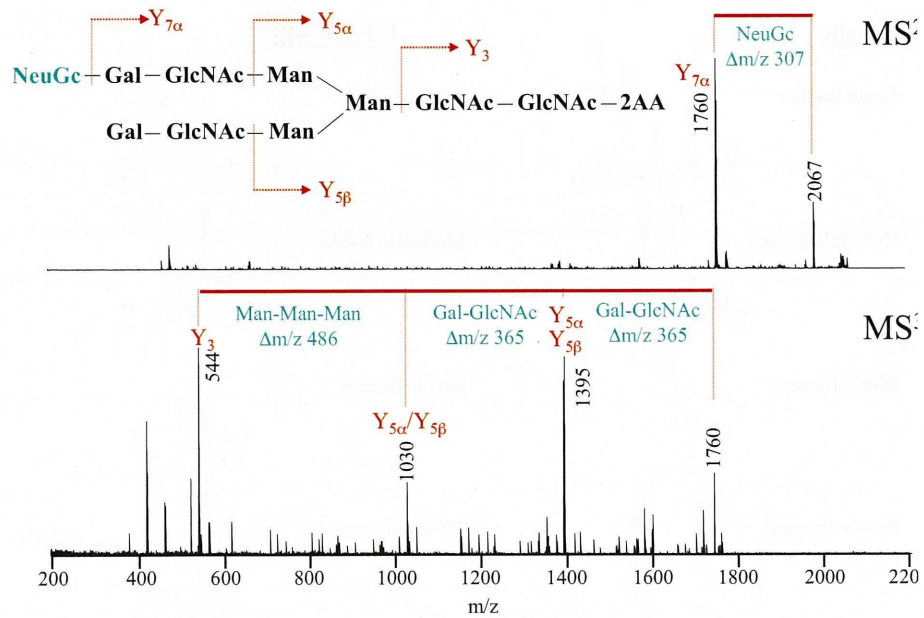 Y7α
Y5α
Y3
NeuGc–Gal–GlcNAc–Man
Man–GlcNAc–GlcNAc–2AA
Gal–GlcNAc–Man
Y5β
NeuGc
Δm/z 307
Y7α
1760
2067
Man-Man-Man
Δm/z 486
Gal-GlcNAc
Δm/z 365
Y5α
Y5β
Gal-GlcNAc
Δm/z 365
Y3
544
Y5α/Y5β
1030
1395
1760
200 400 600 800 1000 1200 1400 1600 1800 2000 2200
m/z